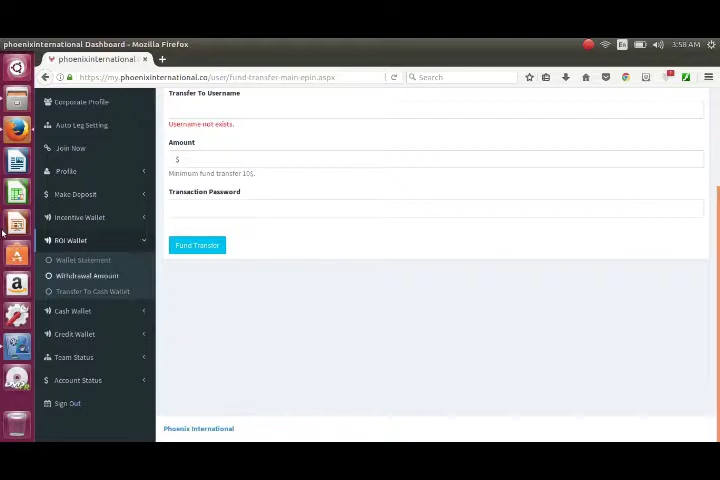 phoenixinternational Dashboard - Mozilla Firefox
En
3:58 AM
phoenixinternational
https://my.phoenixinternational.co/user/fund-transfer-main-epin.aspx
Search
Corporate Profile
Auto Leg Setting
Join Now
Profile
Make Deposit
Incentive Wallet
ROI Wallet
Wallet Statement
Withdrawal Amount
Transfer To Cash Wallet
Cash Wallet
Credit Wallet
Team Status
Account Status
Sign Out
Transfer To Username
Username not exists.
Amount
$
Minimum fund transfer 10$.
Transaction Password
Fund Transfer
Phoenix International